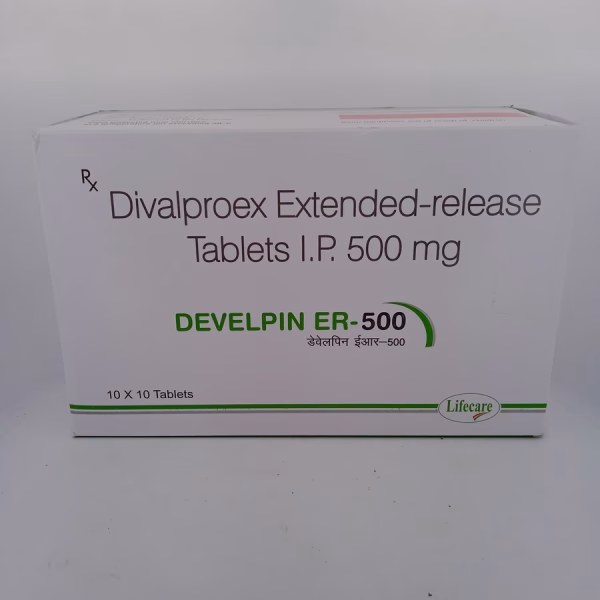 Rx
Divalproex Extended-release
Tablets I.P. 500 mg
DEVELPIN ER-500
डेवेलपिन ईआर–500
10 X 10 Tablets
Lifecare